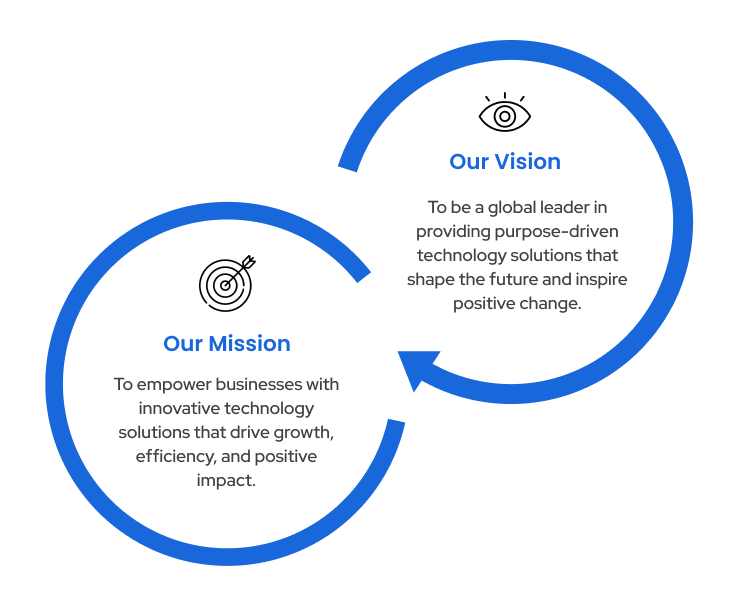 Our Vision
To be a global leader in
providing purpose-driven
technology solutions that
shape the future and inspire
positive change.
Our Mission
To empower businesses with
innovative technology
solutions that drive growth,
efficiency, and positive
impact.